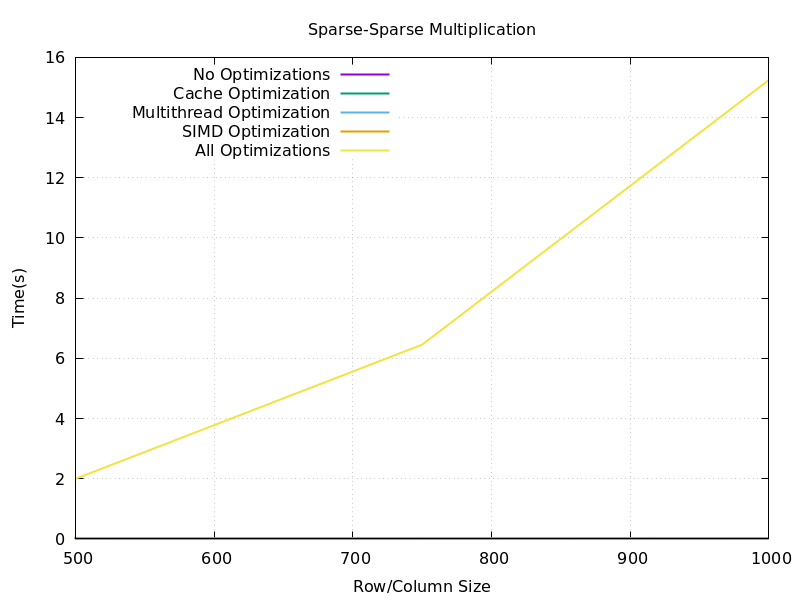 Sparse-Sparse Multiplication
16
14
12
10
8
6
4
2
0
Time(s)
No Optimizations
Cache Optimization
Multithread Optimization
SIMD Optimization
All Optimizations
500 600 700 800 900 1000
Row/Column Size